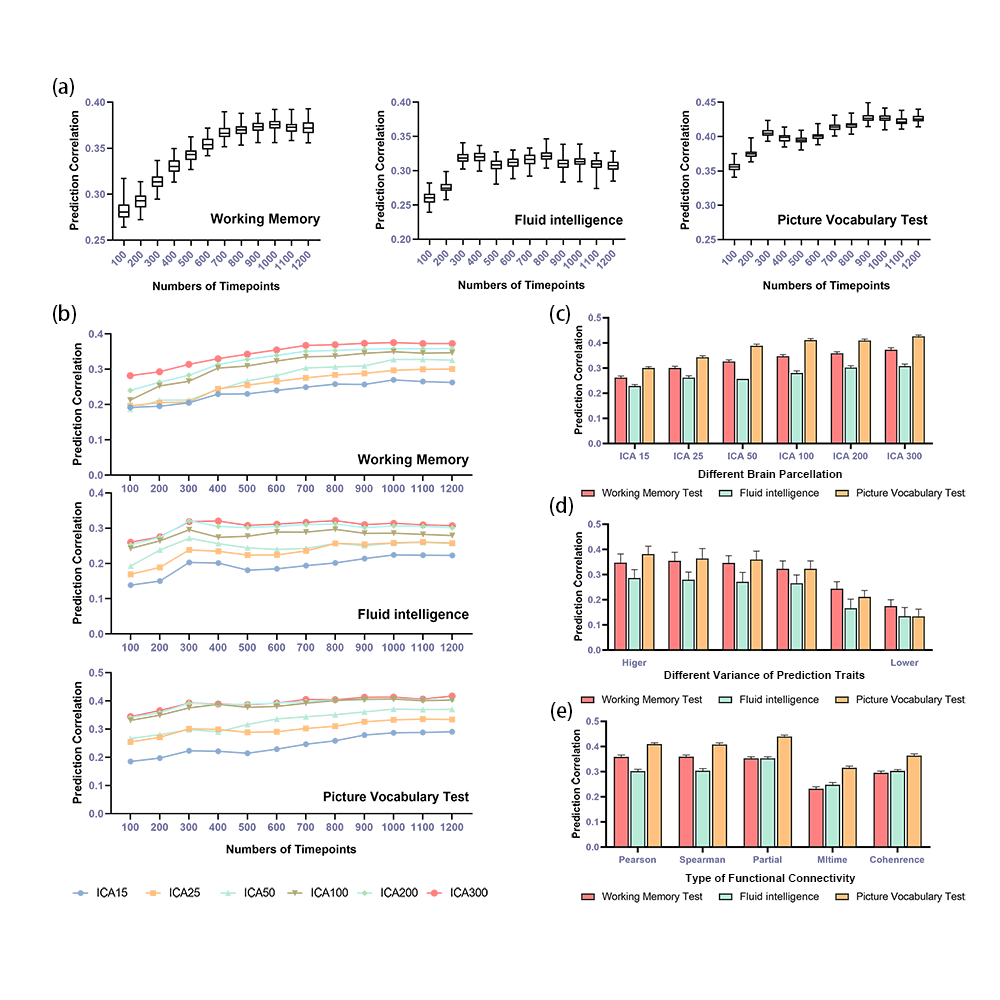 (a)
0.40
0.35
0.30
0.25
Prediction Correlation
Working Memory
100 200 300 400 500 600 700 800 900 1000 1100 1200
Numbers of Timepoints
0.40
0.35
0.30
0.25
0.20
Prediction Correlation
Fluid intelligence
100 200 300 400 500 600 700 800 900 1000 1100 1200
Numbers of Timepoints
0.45
0.40
0.35
0.30
0.25
Prediction Correlation
Picture Vocabulary Test
100 200 300 400 500 600 700 800 900 1000 1100 1200
Numbers of Timepoints
(b)
0.4
0.3
0.2
0.1
0.0
Prediction Correlation
Working Memory
100 200 300 400 500 600 700 800 900 1000 1100 1200
0.4
0.3
0.2
0.1
0.0
Prediction Correlation
Fluid intelligence
100 200 300 400 500 600 700 800 900 1000 1100 1200
0.5
0.4
0.3
0.2
0.1
0.0
Prediction Correlation
Picture Vocabulary Test
100 200 300 400 500 600 700 800 900 1000 1100 1200
Numbers of Timepoints
ICA15 ICA25 ICA50 ICA100 ICA200 ICA300
(c)
0.5
0.4
0.3
0.2
0.1
0.0
Prediction Correlation
ICA 15 ICA 25 ICA 50 ICA 100 ICA 200 ICA 300
Different Brain Parcellation
Working Memory Test Fluid intelligence Picture Vocabulary Test
(d)
0.5
0.4
0.3
0.2
0.1
0.0
Prediction Correlation
Higer Lower
Different Variance of Prediction Traits
Working Memory Test Fluid intelligence Picture Vocabulary Test
(e)
0.5
0.4
0.3
0.2
0.1
0.0
Prediction Correlation
Pearson Spearman Partial MItime Cohenrence
Type of Functional Connectivity
Working Memory Test Fluid intelligence Picture Vocabulary Test